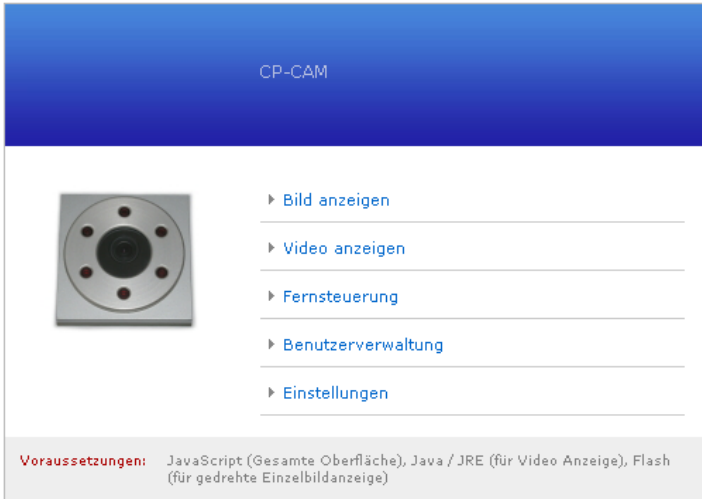 CP-CAM
Bild anzeigen
Video anzeigen
Fernsteuerung
Benutzerverwaltung
Einstellungen
Voraussetzungen: JavaScript (Gesamte Oberfläche), Java / JRE (für Video Anzeige), Flash
(für gedrehte Einzelbildanzeige)